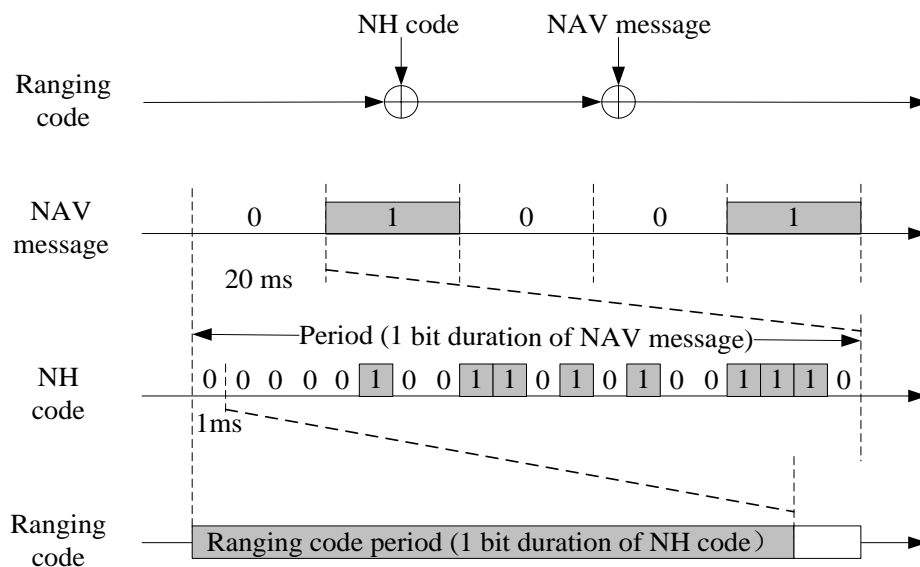 NH code NAV message
Ranging
code
NAV
message
0 1 0 0 1
20 ms
Period (1 bit duration of NAV message)
NH
code
0 0 0 0 0 1 0 0 1 1 0 1 0 1 0 0 1 1 1 0
1ms
Ranging
code
Ranging code period (1 bit duration of NH code）